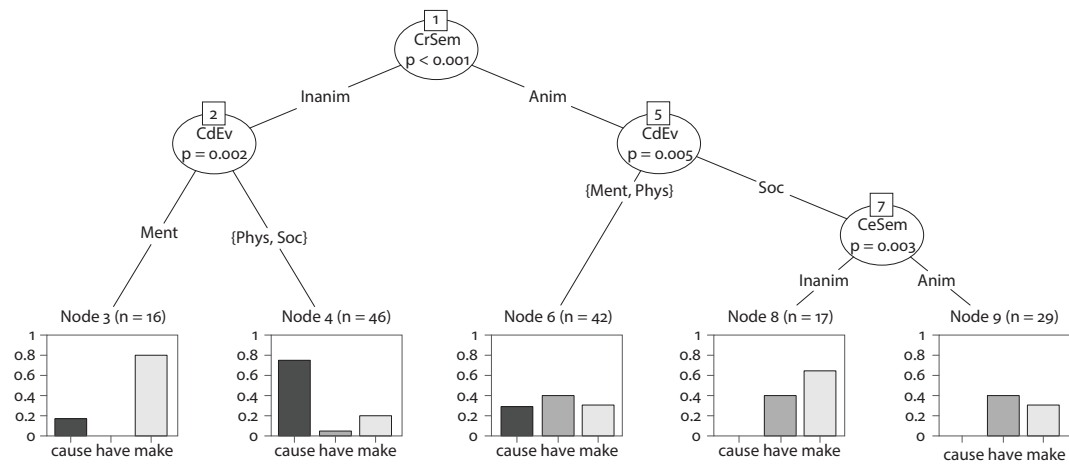 1
CrSem
p < 0.001
Inanim
Anim
2
CdEv
p = 0.002
5
CdEv
p = 0.005
Ment
{Phys, Soc}
{Ment, Phys}
Soc
7
CeSem
p = 0.003
Inanim
Anim
Node 3 (n = 16)
1
0.8
0.6
0.4
0.2
0
cause have make
Node 4 (n = 46)
1
0.8
0.6
0.4
0.2
0
cause have make
Node 6 (n = 42)
1
0.8
0.6
0.4
0.2
0
cause have make
Node 8 (n = 17)
1
0.8
0.6
0.4
0.2
0
cause have make
Node 9 (n = 29)
1
0.8
0.6
0.4
0.2
0
cause have make